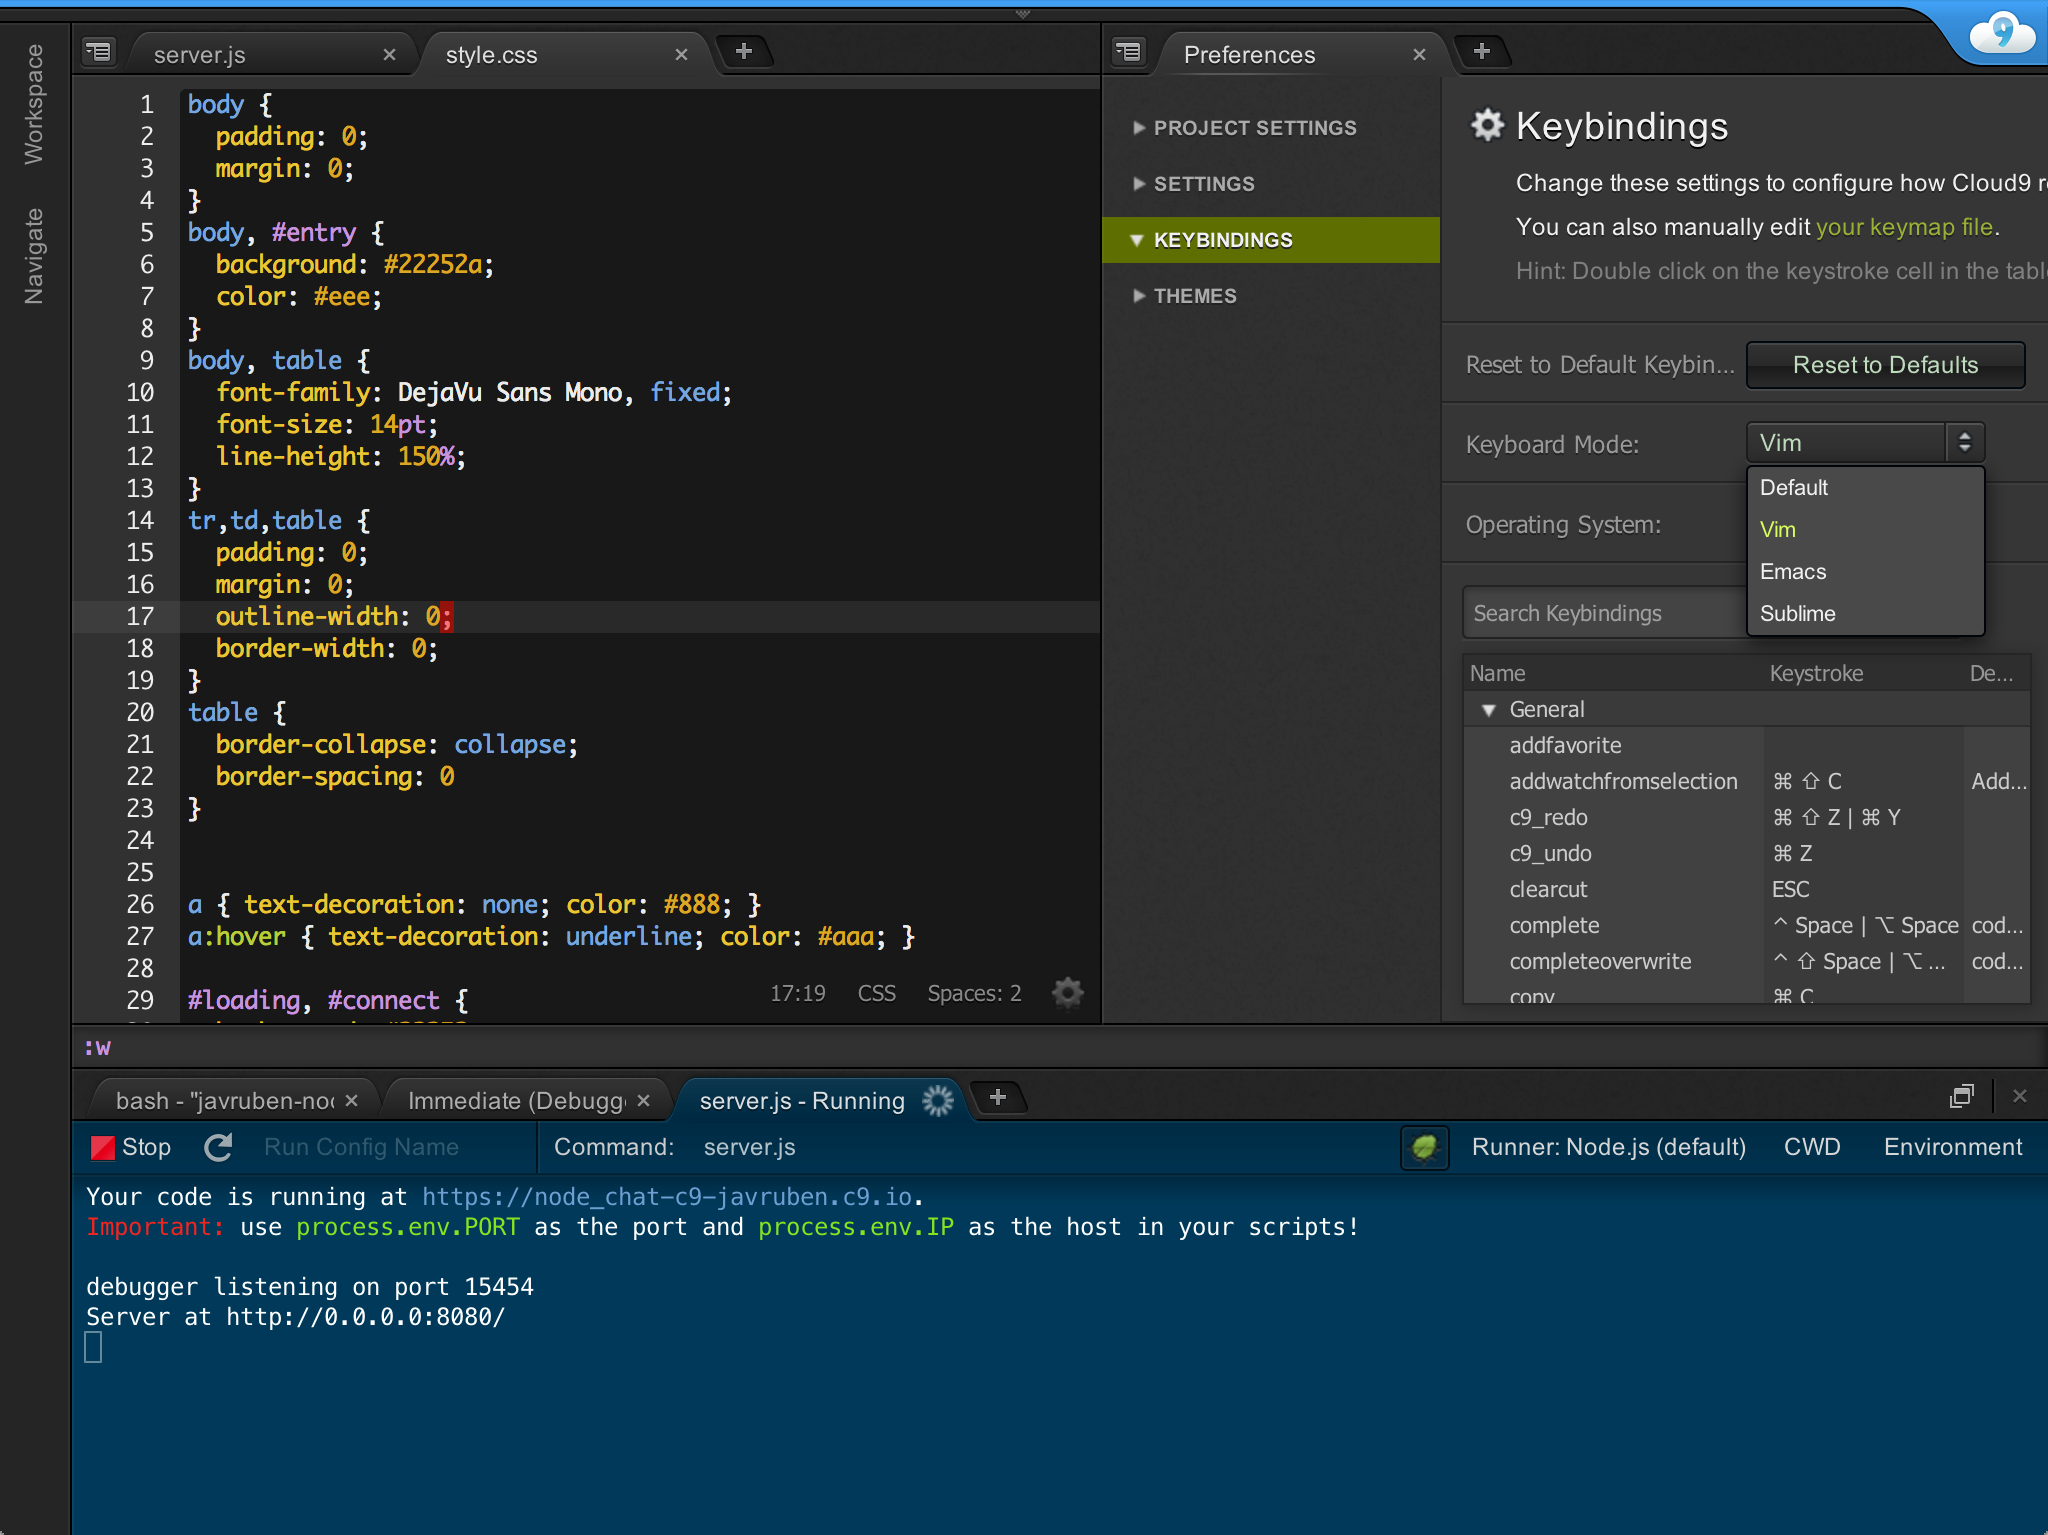 Workspace
Navigate
server.js
style.css
1 body {
2 padding: 0;
3 margin: 0;
4 }
5 body, #entry {
6 background: #22252a;
7 color: #eee;
8 }
9 body, table {
10 font-family: DejaVu Sans Mono, fixed;
11 font-size: 14pt;
12 line-height: 150%;
13 }
14 tr,td,table {
15 padding: 0;
16 margin: 0;
17 outline-width: 0;
18 border-width: 0;
19 }
20 table {
21 border-collapse: collapse;
22 border-spacing: 0
23 }
24
25
26 a { text-decoration: none; color: #888; }
27 a:hover { text-decoration: underline; color: #aaa; }
28
29 #loading, #connect {
17:19 CSS Spaces: 2
Preferences
9
PROJECT SETTINGS
SETTINGS
KEYBINDINGS
THEMES
Keybindings
Change these settings to configure how Cloud9 r
You can also manually edit your keymap file.
Hint: Double click on the keystroke cell in the tabl
Reset to Default Keybin... Reset to Defaults
Keyboard Mode: Vim
Default
Vim
Emacs
Sublime
Operating System:
Search Keybindings
Name Keystroke De...
General
addfavorite
addwatchfromselection ⌘ ⇧ C Add...
c9_redo ⌘ ⇧ Z | ⌘ Y
c9_undo ⌘ Z
clearcut ESC
complete ^ Space | ⌥ Space cod...
completeoverwrite ^ ⇧ Space | ⌥ ... cod...
copy ⌘ C
:w
bash - "javruben-no
Immediate (Debugg
server.js - Running
Stop Run Config Name Command: server.js Runner: Node.js (default) CWD Environment
Your code is running at https://node_chat-c9-javruben.c9.io.
Important: use process.env.PORT as the port and process.env.IP as the host in your scripts!
debugger listening on port 15454
Server at http://0.0.0.0:8080/